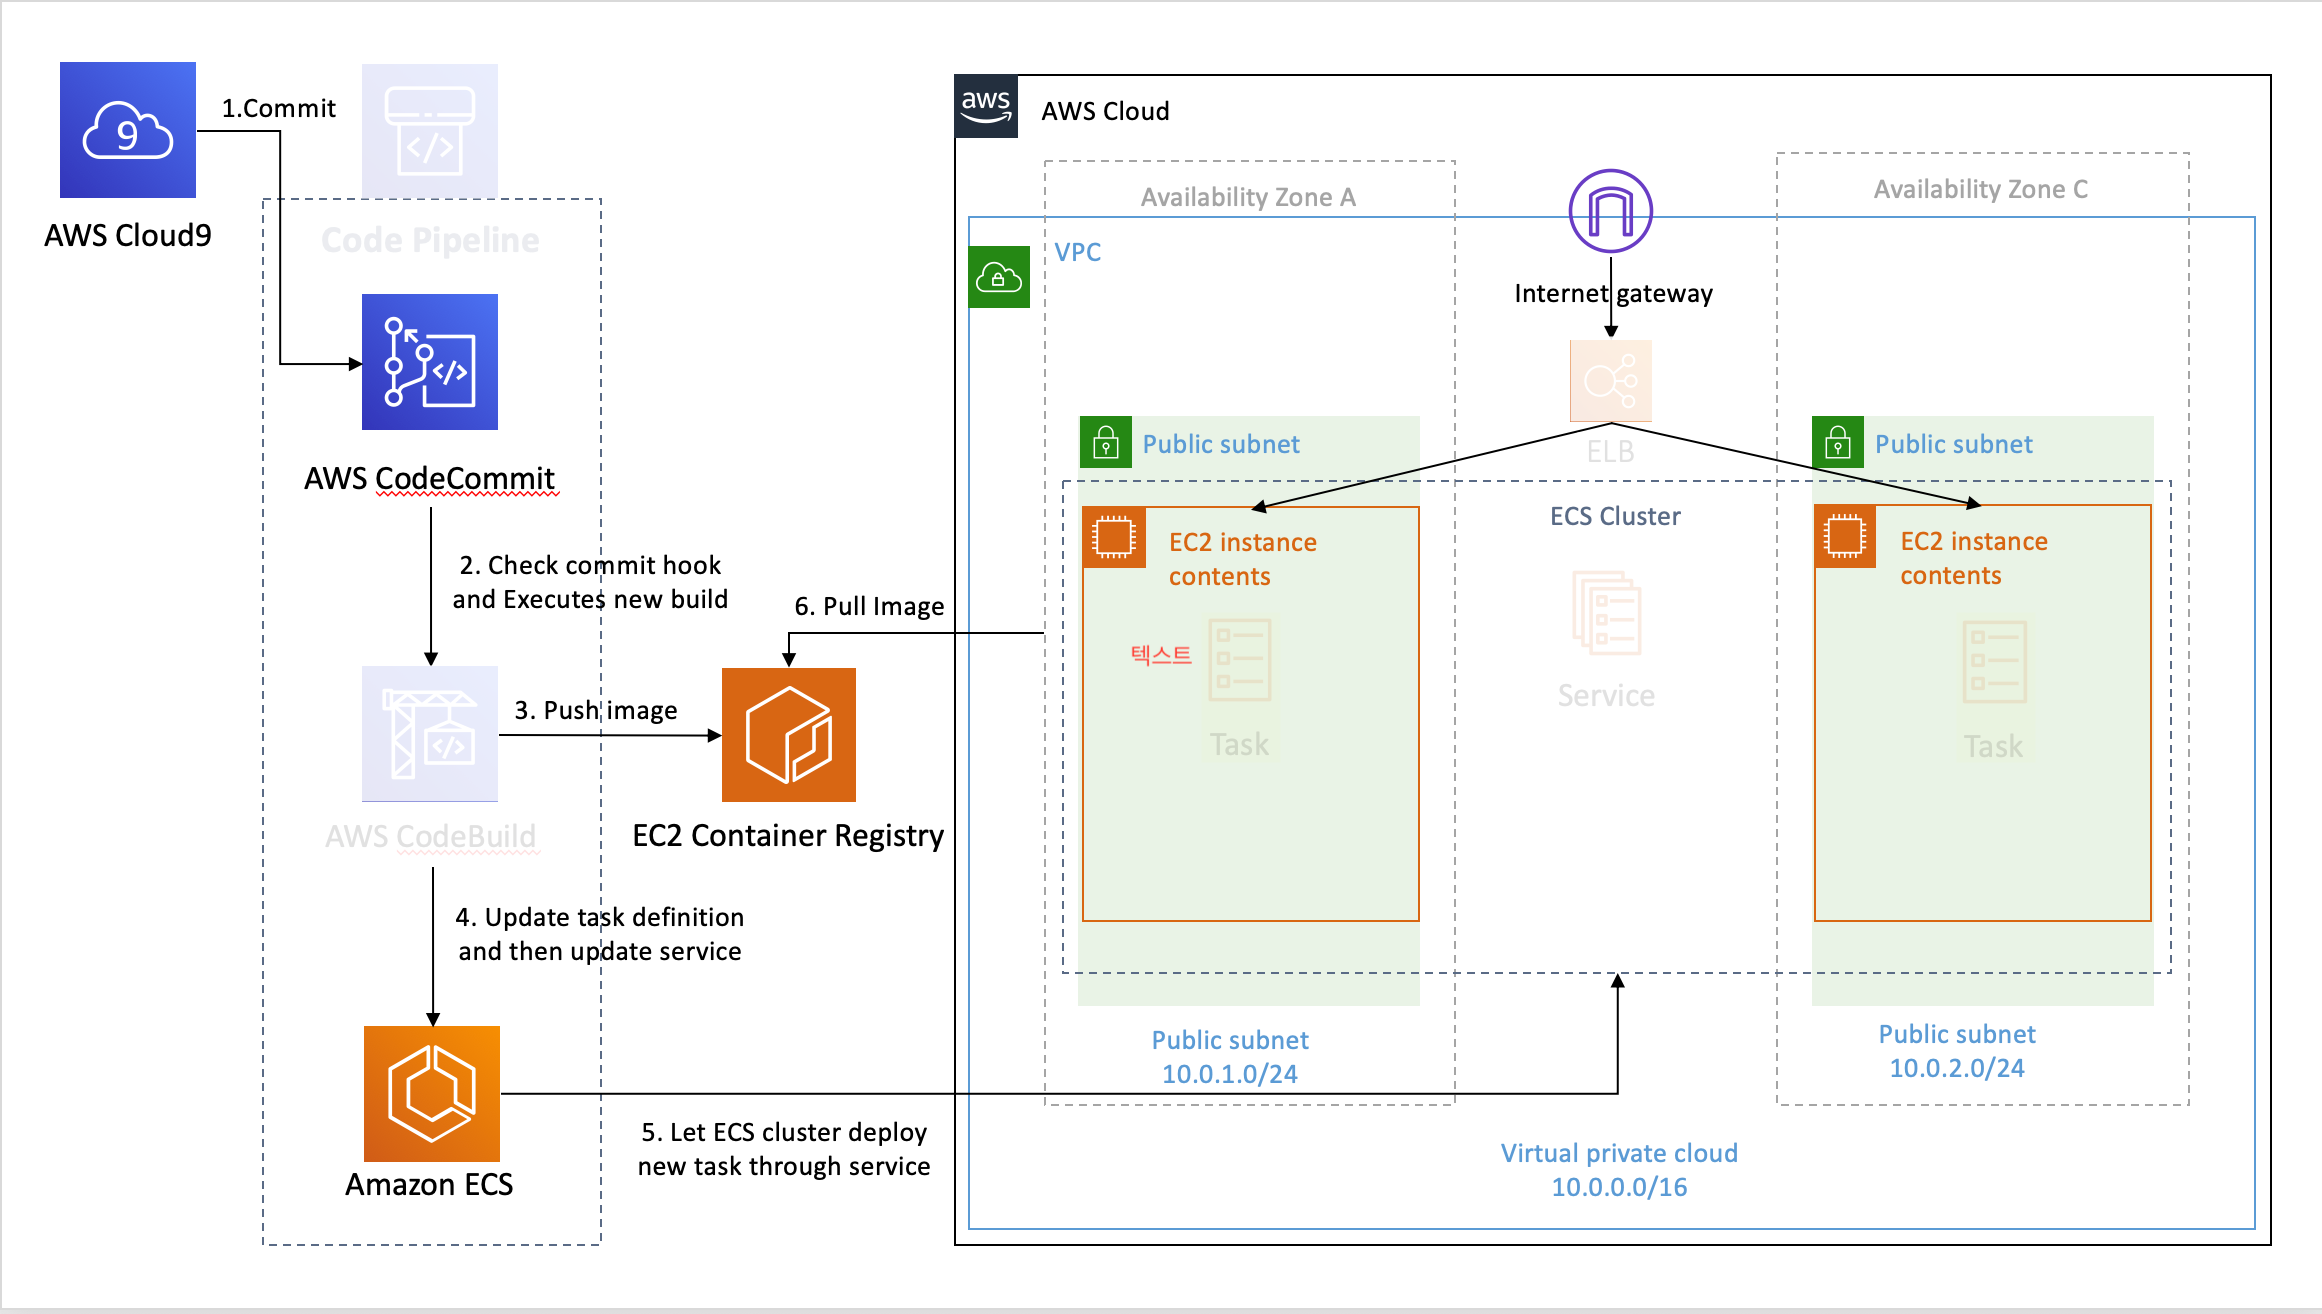 1.Commit
9
AWS Cloud9
Code Pipeline
AWS CodeCommit
2. Check commit hook
and Executes new build
3. Push image
AWS CodeBuild
EC2 Container Registry
4. Update task definition
and then update service
Amazon ECS
5. Let ECS cluster deploy
new task through service
6. Pull Image
aws
AWS Cloud
Availability Zone A
Availability Zone C
VPC
Internet gateway
ELB
Public subnet
Public subnet
ECS Cluster
EC2 instance
contents
EC2 instance
contents
텍스트
Task
Service
Task
Public subnet
10.0.1.0/24
Public subnet
10.0.2.0/24
Virtual private cloud
10.0.0.0/16